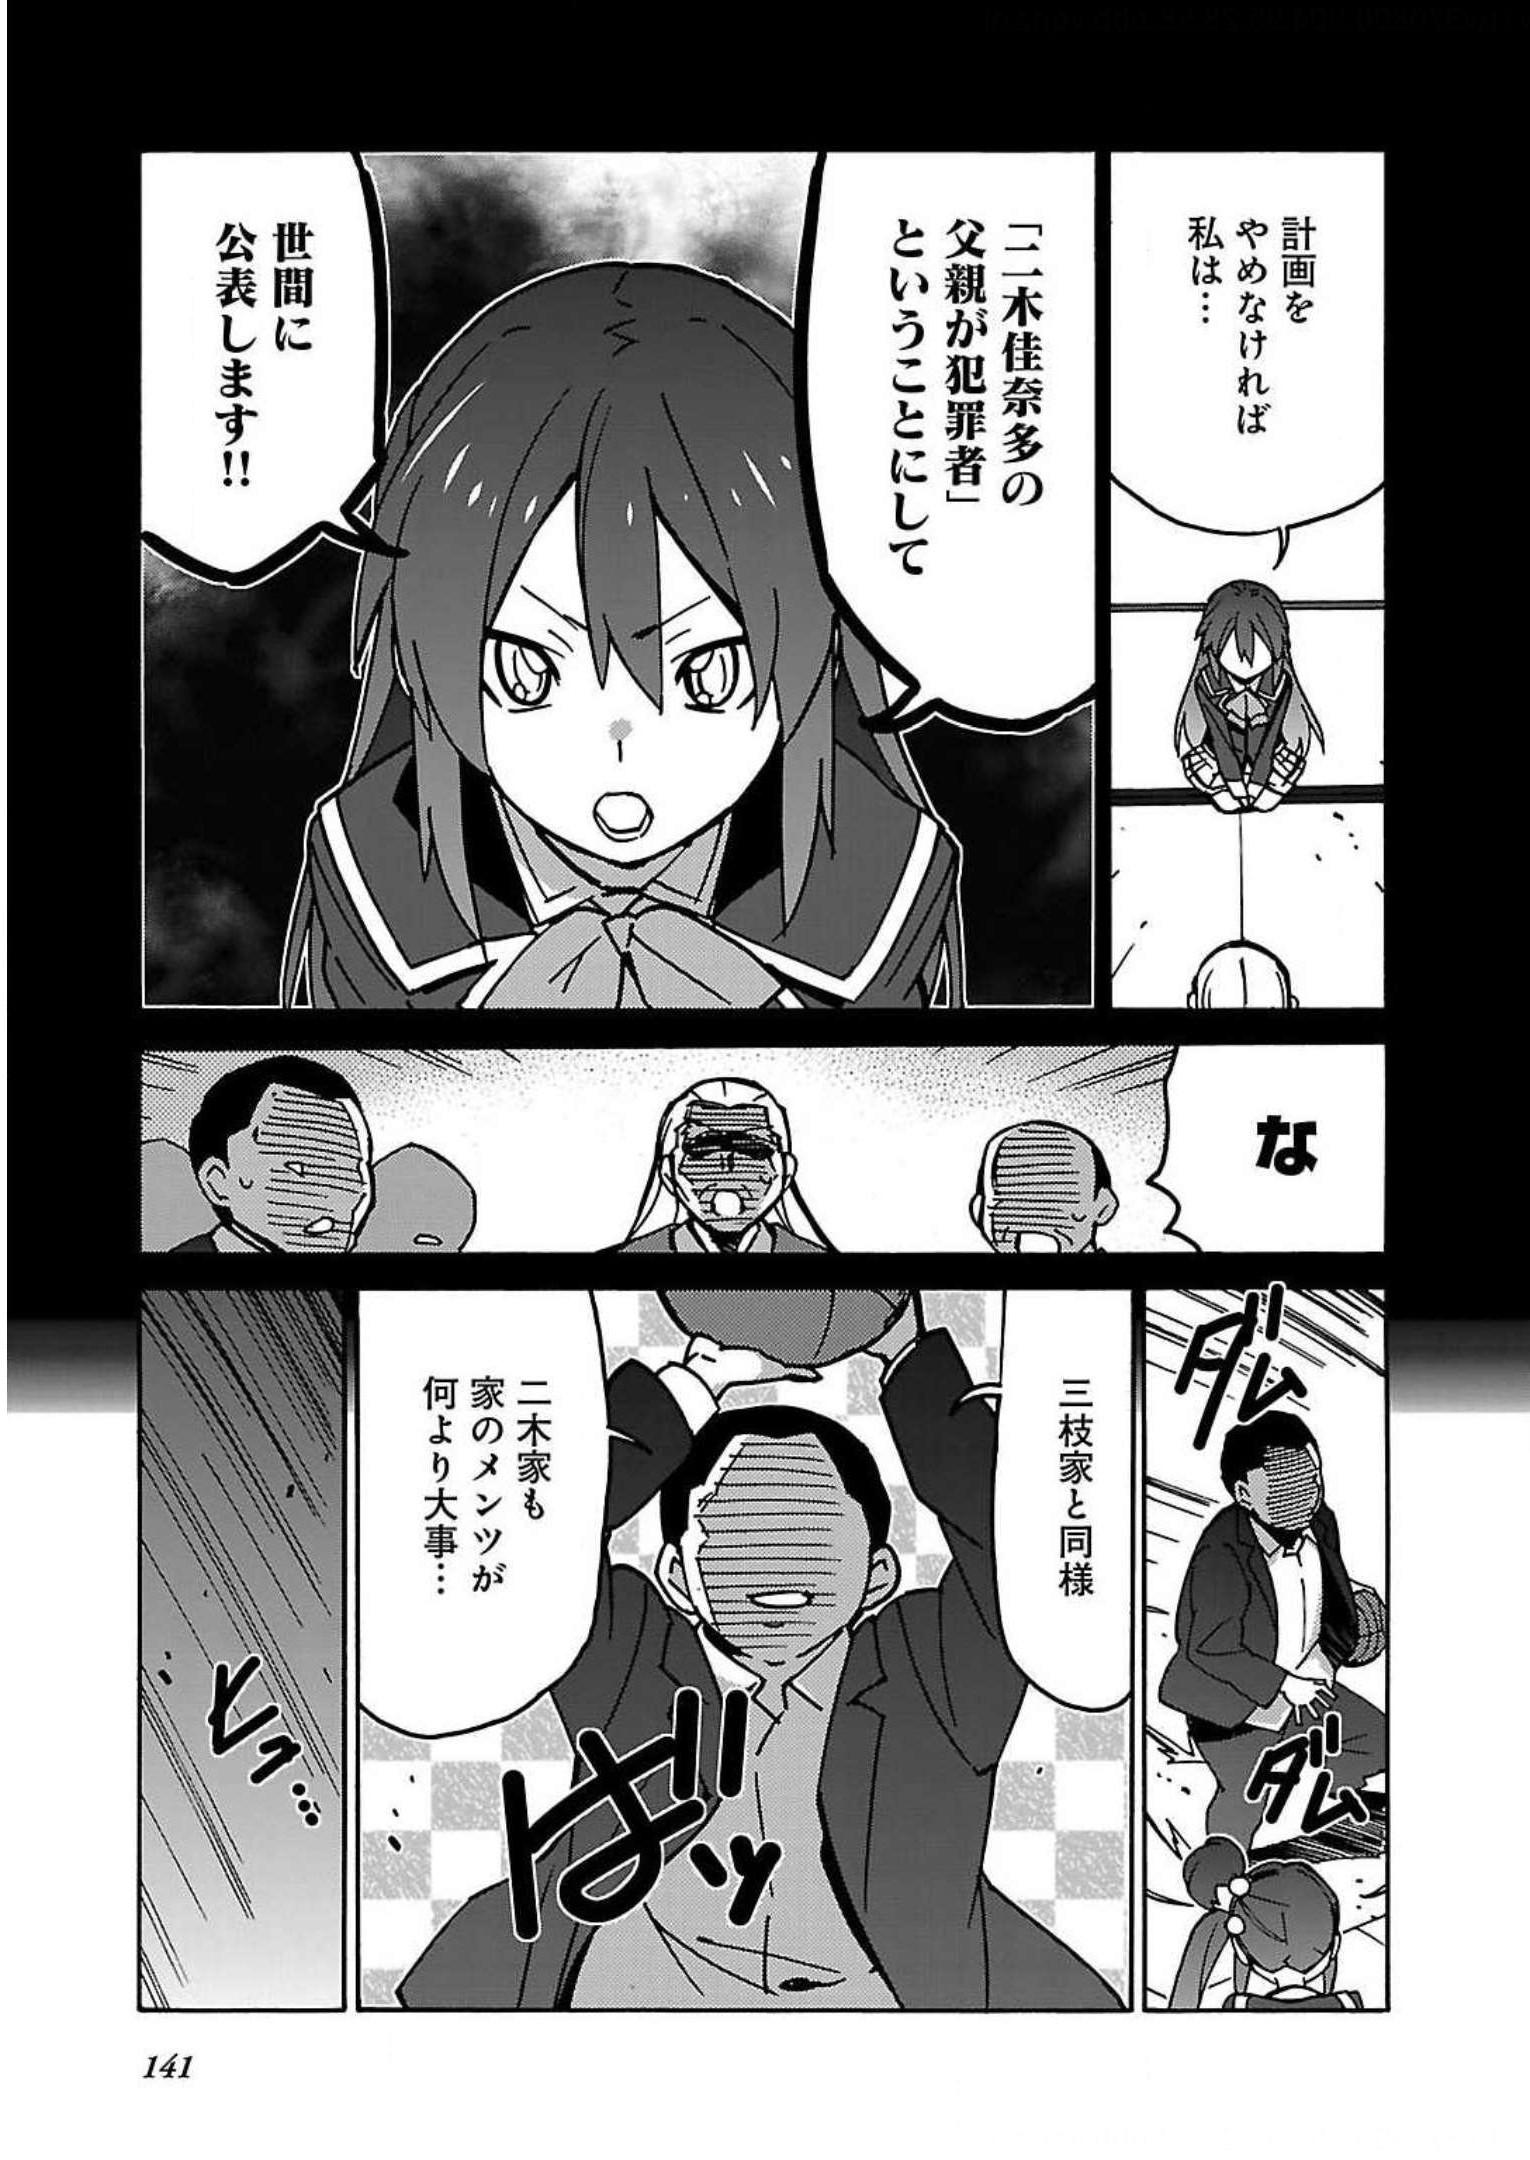 計画を
やめなければ
私は…
「二木佳奈多の
父親が犯罪者」
ということにして
世間に
公表します!!
な
ダム
ダム
三枝家と同様
二木家も
家のメンツが
何より大事…
ばッ
ヒュ…
141